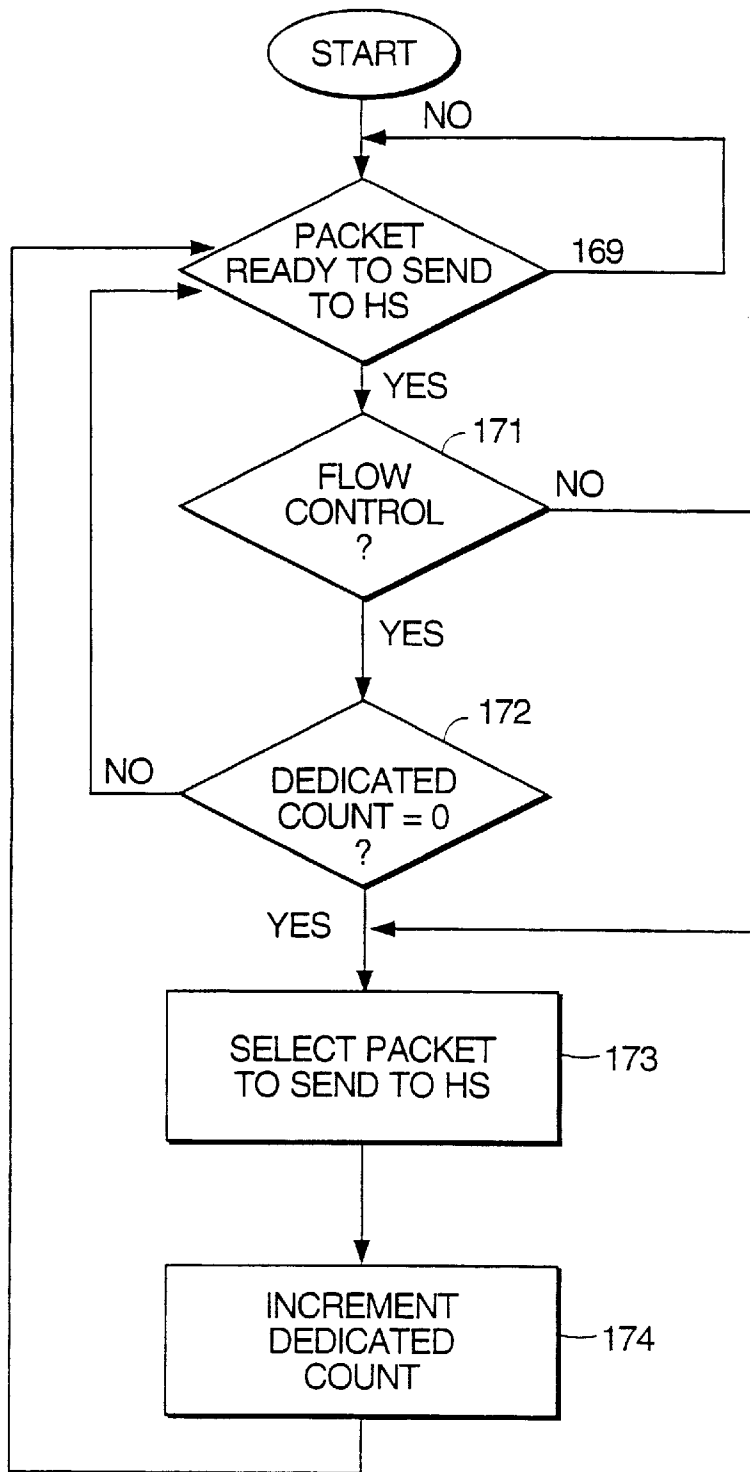 START
NO
PACKET
READY TO SEND
TO HS
169
YES
171
FLOW
CONTROL
?
NO
YES
172
NO
DEDICATED
COUNT = 0
?
YES
SELECT PACKET
TO SEND TO HS
173
INCREMENT
DEDICATED
COUNT
174